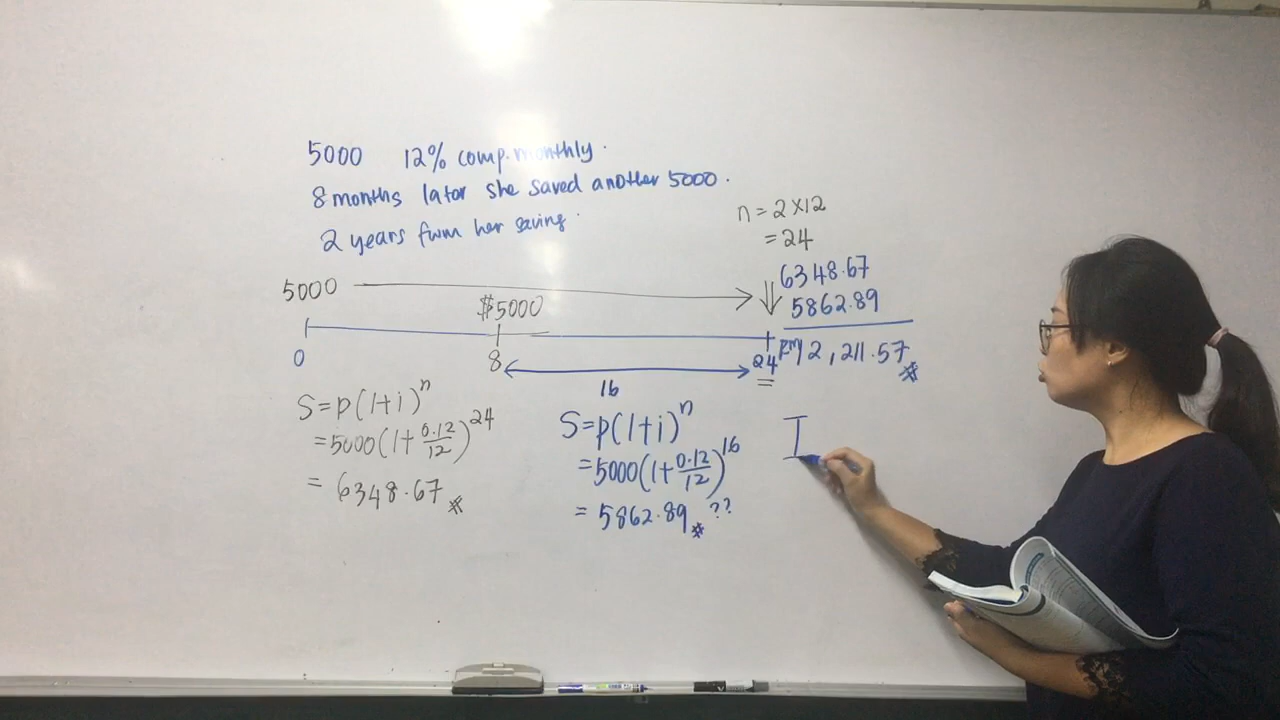 5000 12% comp. monthly.
8 months later she saved another 5000.
2 years from her saving.
n = 2 x 12
= 24
6348.67
5862.89
5000
$5000
0
8
24
=
RM12,211.57
16
S=P(1+i)^n
=5000(1+0.12/12)^24
= 6348.67
S=P(1+i)^n
=5000(1+0.12/12)^16
= 5862.89 ??
I